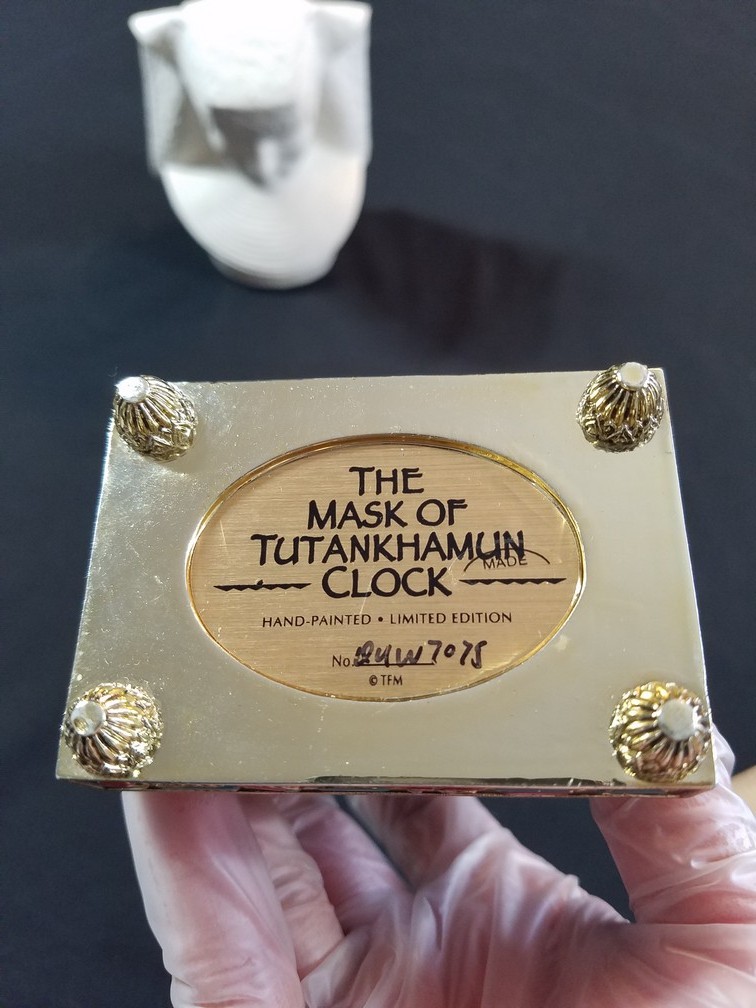 THE
MASK OF
TUTANKHAMUN
MADE
CLOCK
HAND-PAINTED • LIMITED EDITION
No.
© TFM